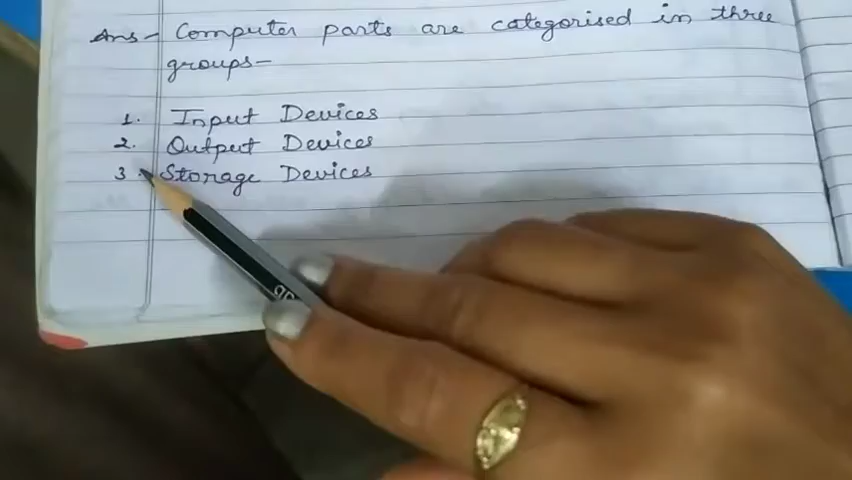 Ans- Computer parts are categorised in three
groups-
1. Input Devices
2. Output Devices
3. Storage Devices